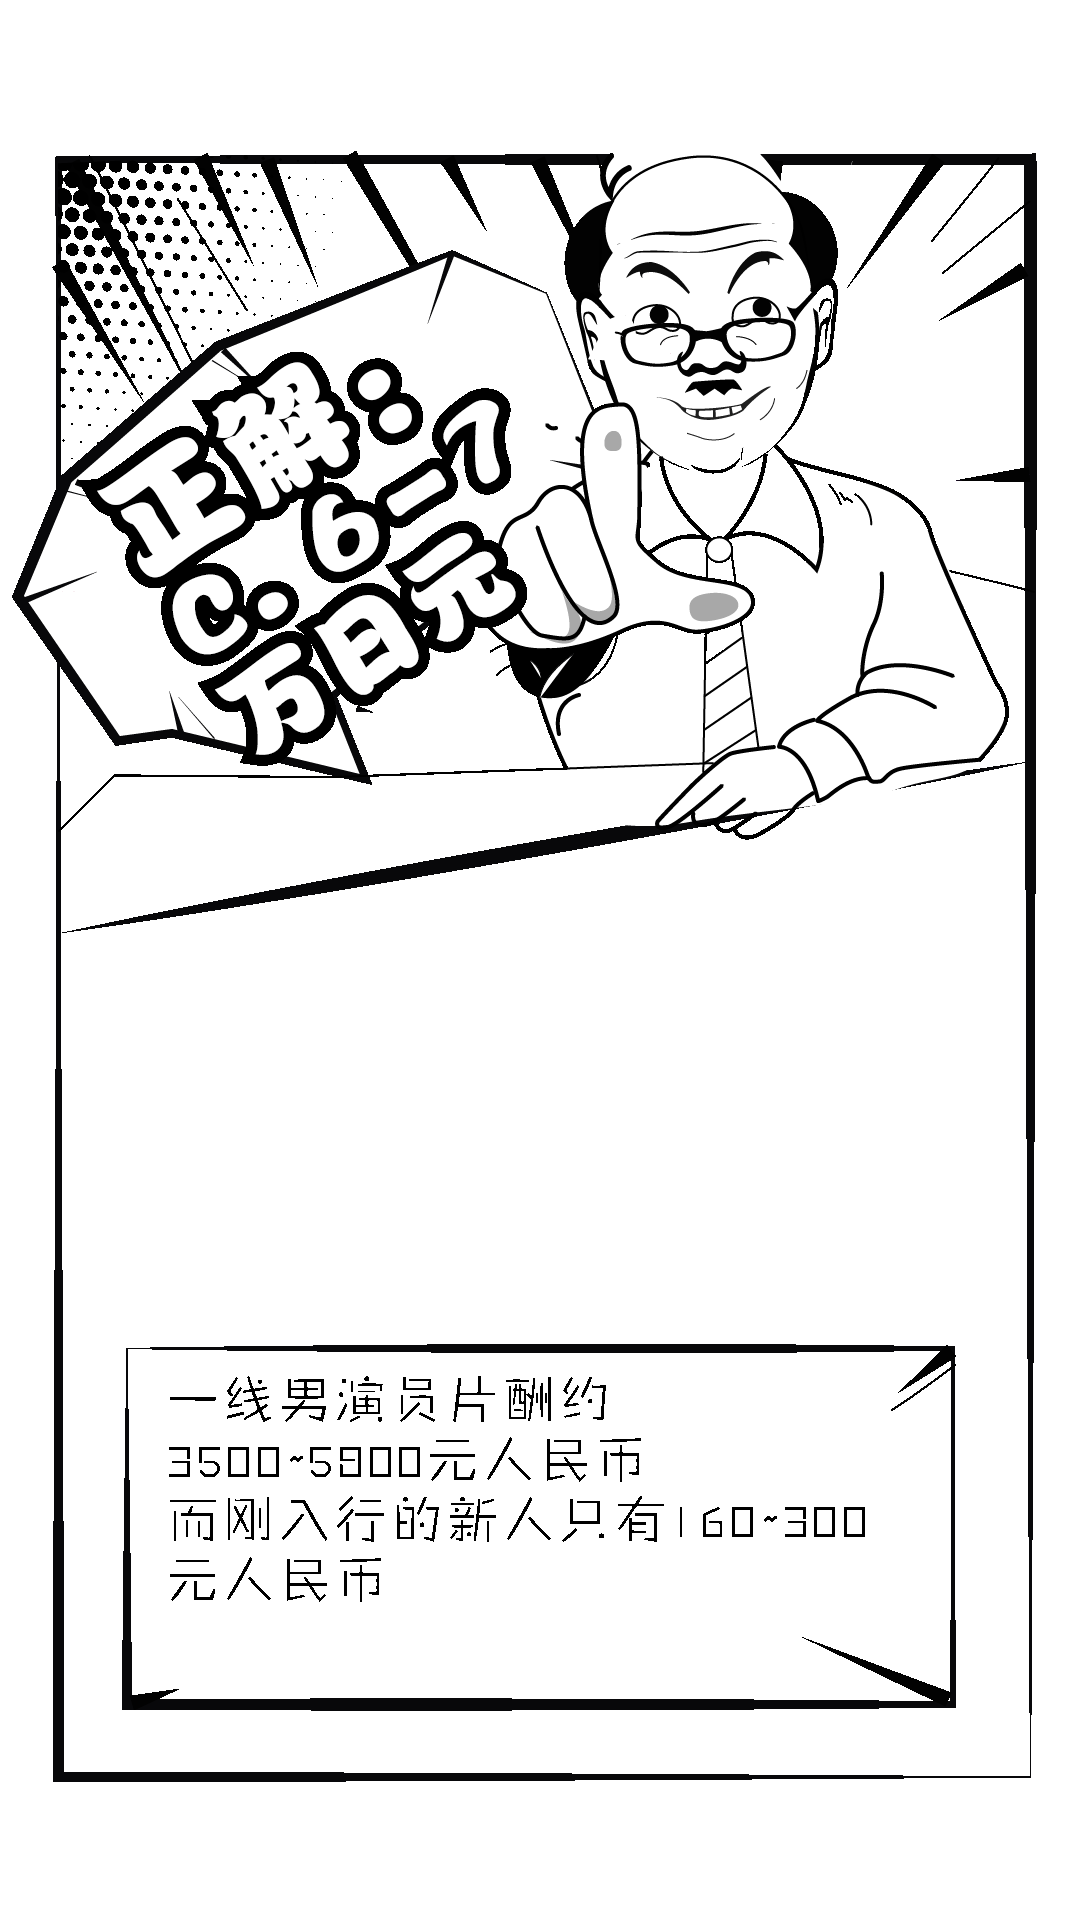 正解：
C. 6-7
万日元
一线男演员片酬约
3500~5900元人民币
而刚入行的新人只有160~300
元人民币